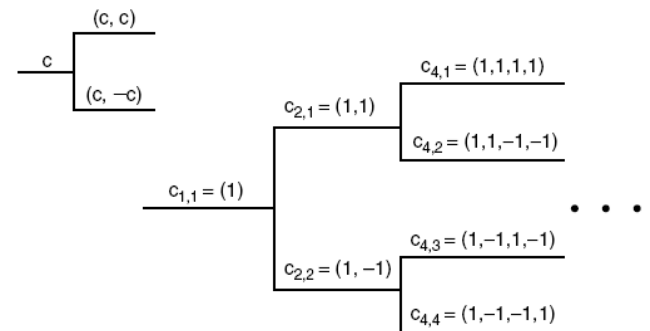 (c, c)
c
(c, –c)
c4,1 = (1,1,1,1)
c2,1 = (1,1)
c4,2 = (1,1,-1,-1)
c1,1 = (1)
c4,3 = (1,-1,1,-1)
c2,2 = (1, -1)
c4,4 = (1,-1,-1,1)